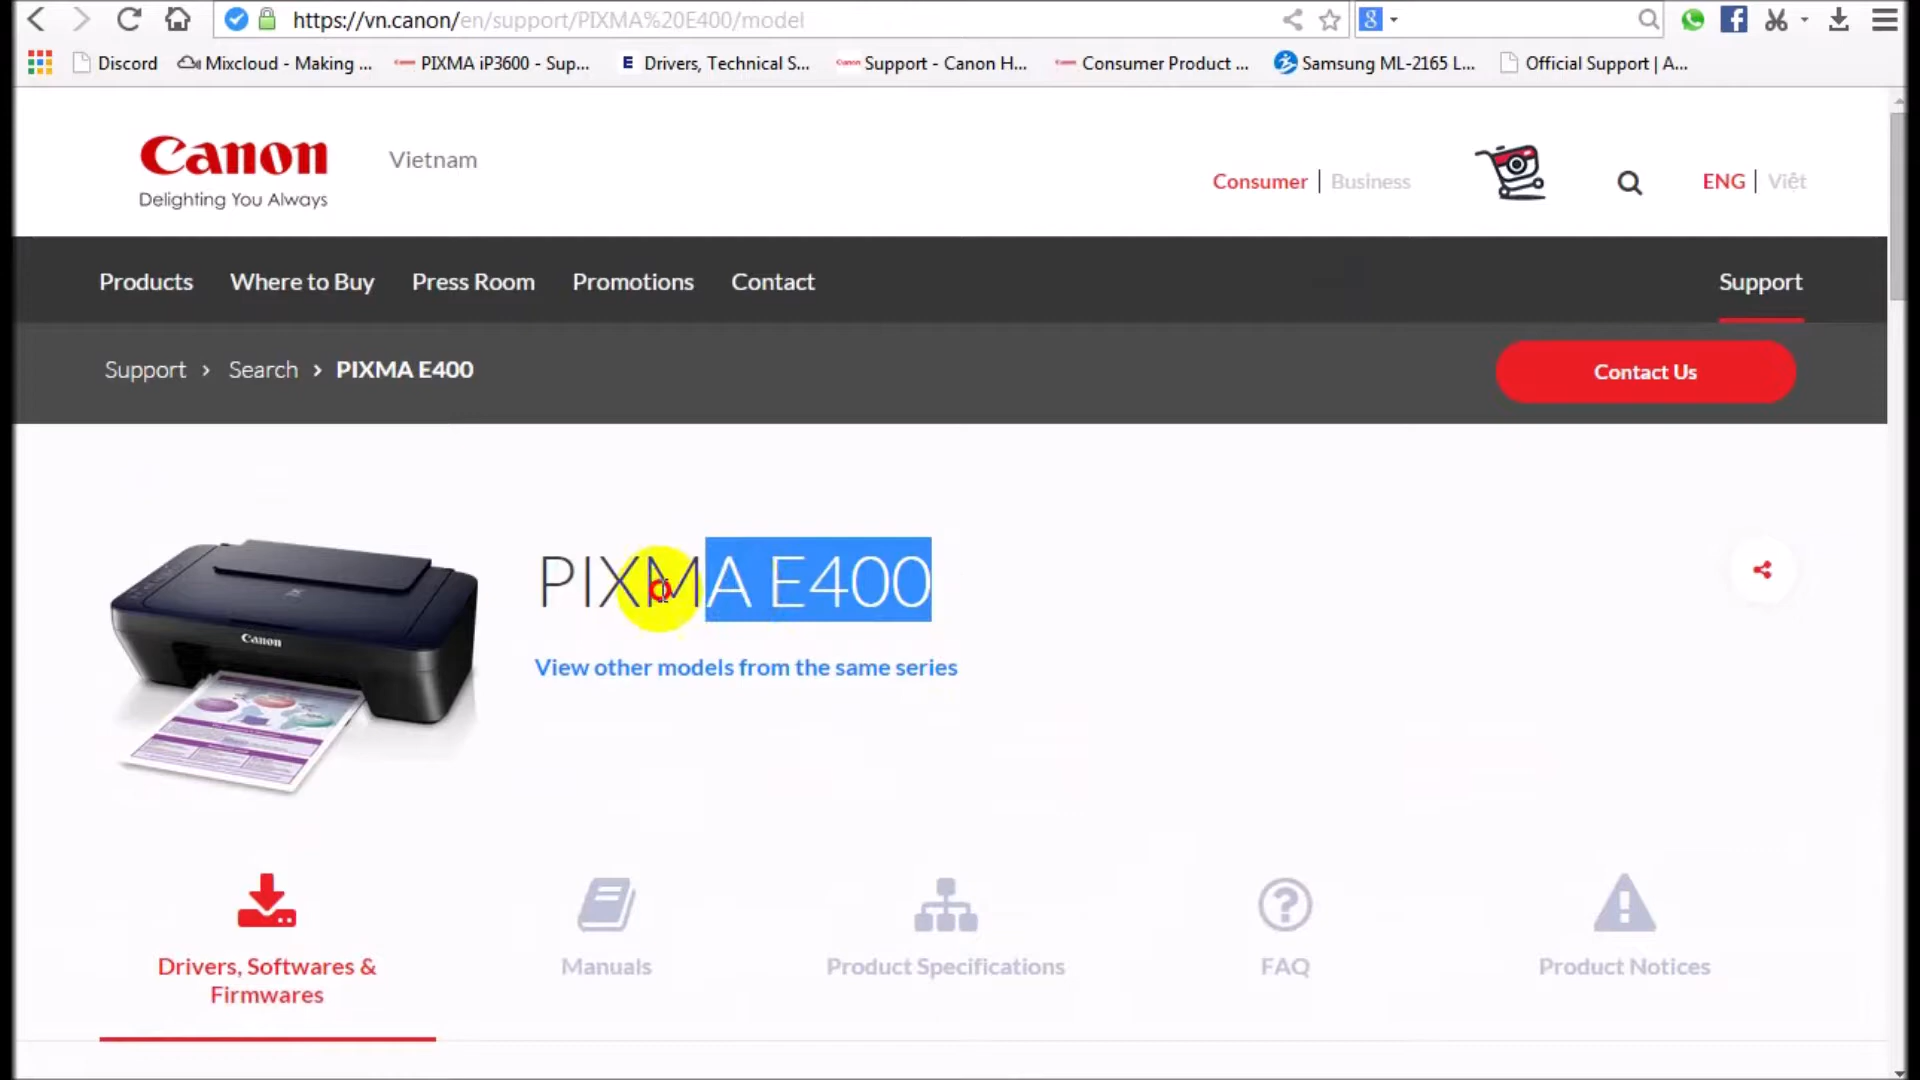 https://vn.canon/en/support/PIXMA%20E400/model
Discord
Mixcloud - Making ...
PIXMA iP3600 - Sup...
E
Drivers, Technical S...
Support - Canon H...
Consumer Product ...
Samsung ML-2165 L...
Official Support | A...
Canon
Delighting You Always
Vietnam
Consumer | Business
ENG | Việt
Products
Where to Buy
Press Room
Promotions
Contact
Support
Support > Search > PIXMA E400
Contact Us
Canon
PIXMA E400
View other models from the same series
Drivers, Softwares &
Firmwares
Manuals
Product Specifications
FAQ
Product Notices